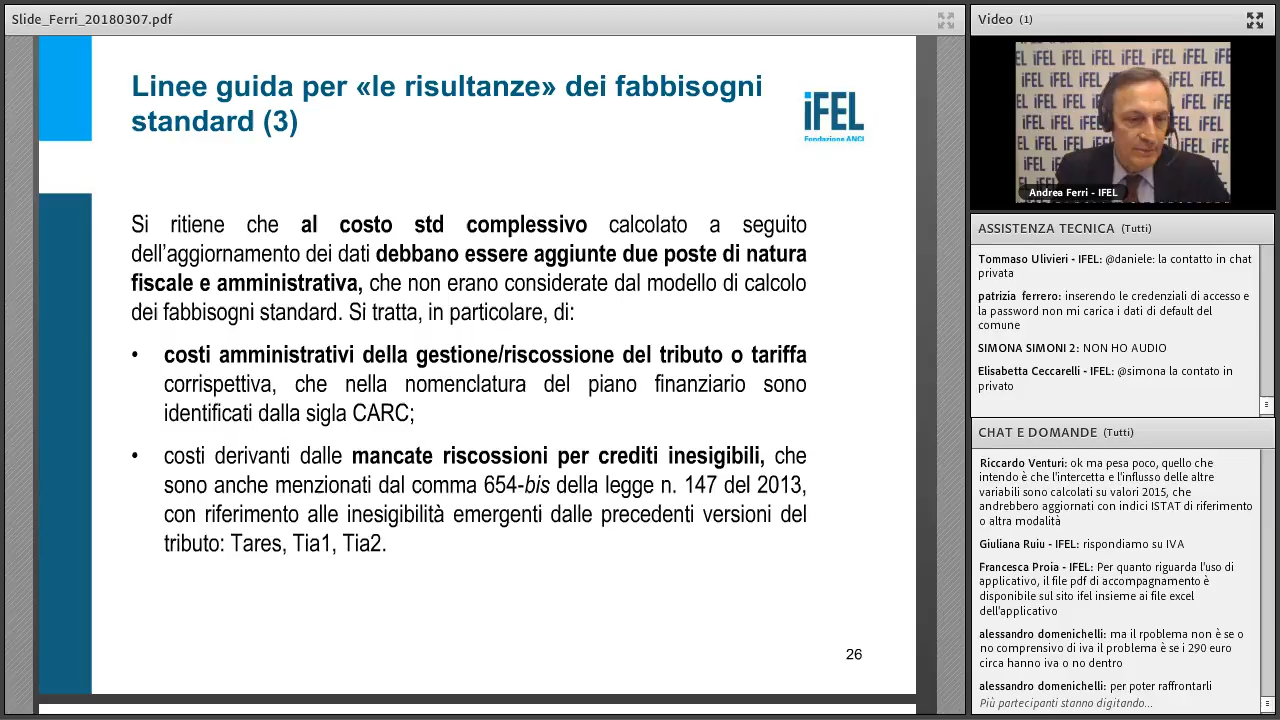 Slide_Ferri_20180307.pdf
Linee guida per «le risultanze» dei fabbisogni
standard (3)
iFEL
Fondazione ANCI
Si ritiene che al costo std complessivo calcolato a seguito
dell'aggiornamento dei dati debbano essere aggiunte due poste di natura
fiscale e amministrativa, che non erano considerate dal modello di calcolo
dei fabbisogni standard. Si tratta, in particolare, di:
• costi amministrativi della gestione/riscossione del tributo o tariffa
corrispettiva, che nella nomenclatura del piano finanziario sono
identificati dalla sigla CARC;
• costi derivanti dalle mancate riscossioni per crediti inesigibili, che
sono anche menzionati dal comma 654-bis della legge n. 147 del 2013,
con riferimento alle inesigibilità emergenti dalle precedenti versioni del
tributo: Tares, Tia1, Tia2.
26
Video (1)
Andrea Ferri - IFEL
ASSISTENZA TECNICA (Tutti)
Tommaso Ulivieri - IFEL: @daniele: la contatto in chat
privata
patrizia ferrero: inserendo le credenziali di accesso e
la password non mi carica i dati di default del
comune
SIMONA SIMONI 2: NON HO AUDIO
Elisabetta Ceccarelli - IFEL: @simona la contato in
privato
CHAT E DOMANDE (Tutti)
Riccardo Venturi: ok ma pesa poco, quello che
intendo è che l'intercetta e l'influsso delle altre
variabili sono calcolati su valori 2015, che
andrebbero aggiornati con indici ISTAT di riferimento
o altra modalità
Giuliana Ruiu - IFEL: rispondiamo su IVA
Francesca Proia - IFEL: Per quanto riguarda l'uso di
applicativo, il file pdf di accompagnamento è
disponibile sul sito ifel insieme ai file excel
dell'applicativo
alessandro domenichelli: ma il rpoblema non è se o
no comprensivo di iva il problema è se i 290 euro
circa hanno iva o no dentro
alessandro domenichelli: per poter raffrontarli
Più partecipanti stanno digitando...